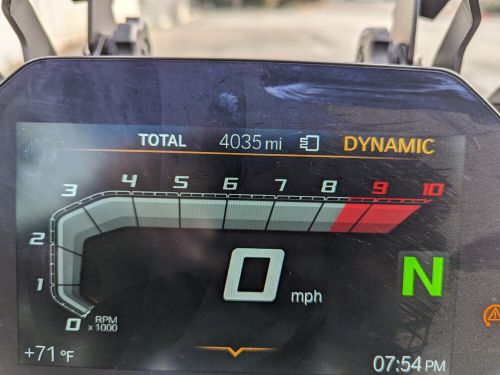 TOTAL 4035 mi DYNAMIC
4 5 6 7 8 9 10
3
2
1
0 RPM x 1000
0 mph
N
+71 °F
07:54 PM